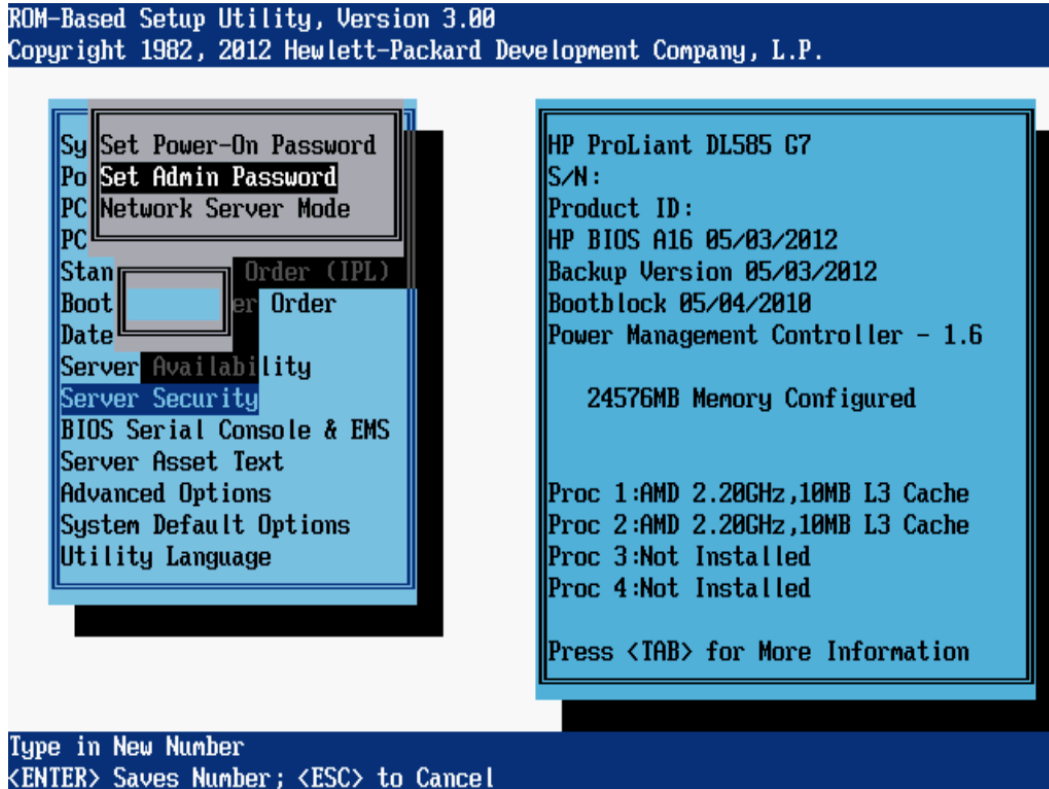 ROM-Based Setup Utility, Version 3.00
Copyright 1982, 2012 Hewlett-Packard Development Company, L.P.
Set Power-On Password
Set Admin Password
Network Server Mode
Sy
Po
PC
PC
Stan Order (IPL)
Boot er Order
Date
Server Availability
Server Security
BIOS Serial Console & EMS
Server Asset Text
Advanced Options
System Default Options
Utility Language
HP ProLiant DL585 G7
S/N:
Product ID:
HP BIOS A16 05/03/2012
Backup Version 05/03/2012
Bootblock 05/04/2010
Power Management Controller - 1.6
24576MB Memory Configured
Proc 1:AMD 2.20GHz,10MB L3 Cache
Proc 2:AMD 2.20GHz,10MB L3 Cache
Proc 3:Not Installed
Proc 4:Not Installed
Press <TAB> for More Information
Type in New Number
<ENTER> Saves Number; <ESC> to Cancel